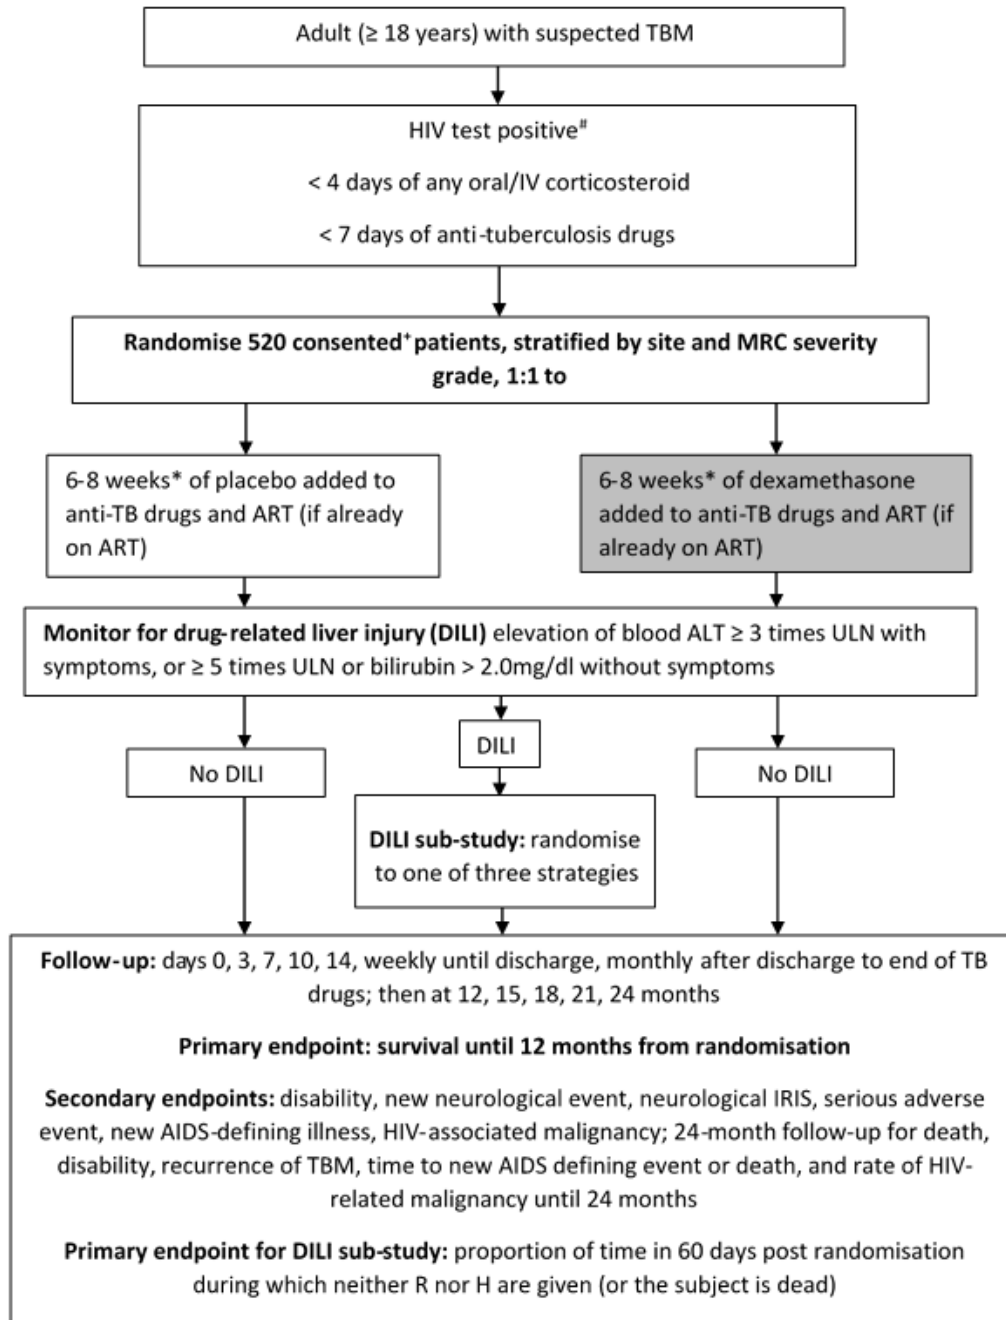 Adult (≥ 18 years) with suspected TBM
HIV test positive#
< 4 days of any oral/IV corticosteroid
< 7 days of anti-tuberculosis drugs
Randomise 520 consented+ patients, stratified by site and MRC severity
grade, 1:1 to
6-8 weeks* of placebo added to
anti-TB drugs and ART (if already
on ART)
6-8 weeks* of dexamethasone
added to anti-TB drugs and ART (if
already on ART)
Monitor for drug-related liver injury (DILI) elevation of blood ALT ≥ 3 times ULN with
symptoms, or ≥ 5 times ULN or bilirubin > 2.0mg/dl without symptoms
No DILI
DILI
No DILI
DILI sub-study: randomise
to one of three strategies
Follow-up: days 0, 3, 7, 10, 14, weekly until discharge, monthly after discharge to end of TB
drugs; then at 12, 15, 18, 21, 24 months
Primary endpoint: survival until 12 months from randomisation
Secondary endpoints: disability, new neurological event, neurological IRIS, serious adverse
event, new AIDS-defining illness, HIV-associated malignancy; 24-month follow-up for death,
disability, recurrence of TBM, time to new AIDS defining event or death, and rate of HIV-
related malignancy until 24 months
Primary endpoint for DILI sub-study: proportion of time in 60 days post randomisation
during which neither R nor H are given (or the subject is dead)